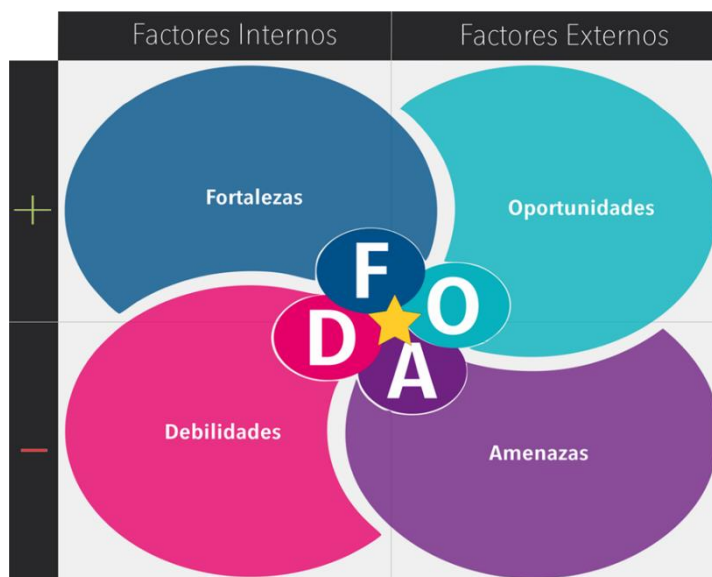 Factores Internos
Factores Externos
+
Fortalezas
Oportunidades
F
O
D
A
−
Debilidades
Amenazas